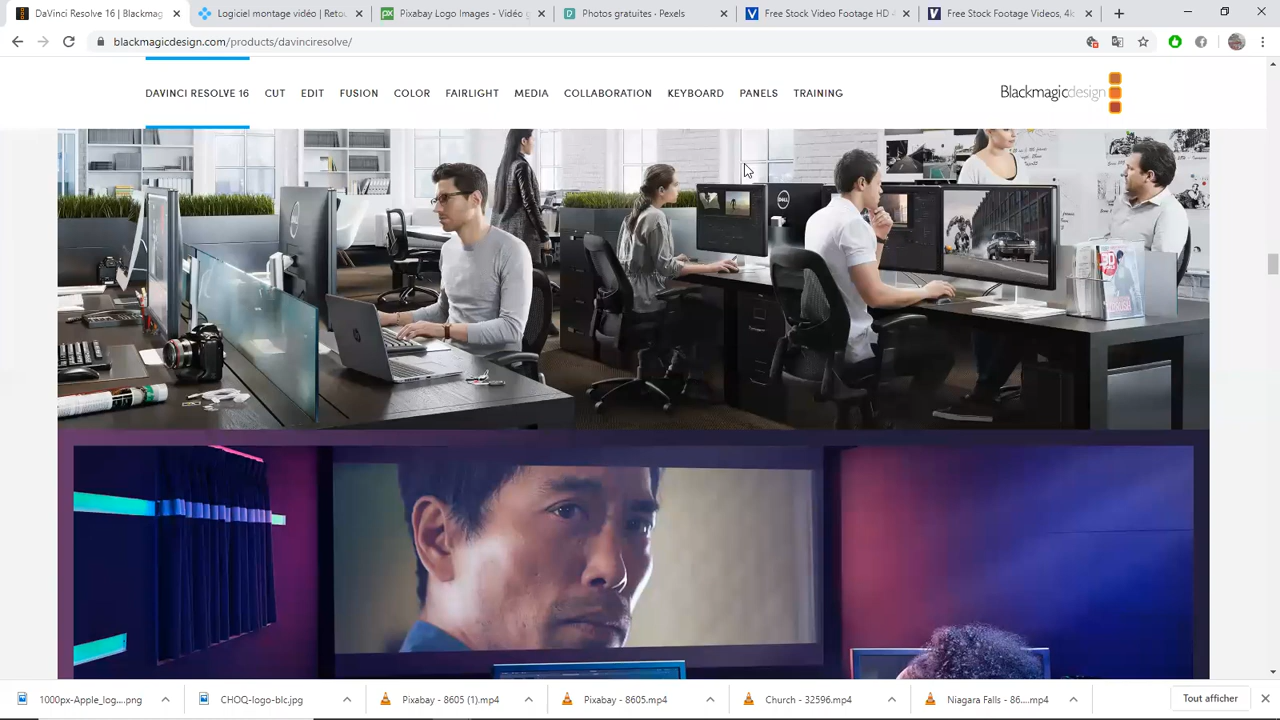 DaVinci Resolve 16 | Blackmag
Logiciel montage vidéo | Retou
Pixabay Logo Images - Vidéo g
Photos gratuites · Pexels
Free Stock Video Footage HD 4
Free Stock Footage Videos, 4k
blackmagicdesign.com/products/davinciresolve/
DAVINCI RESOLVE 16 CUT EDIT FUSION COLOR FAIRLIGHT MEDIA COLLABORATION KEYBOARD PANELS TRAINING
Blackmagicdesign
DELL
1000px-Apple_log....png
CHOQ-logo-blc.jpg
Pixabay - 8605 (1).mp4
Pixabay - 8605.mp4
Church - 32596.mp4
Niagara Falls - 86....mp4
Tout afficher